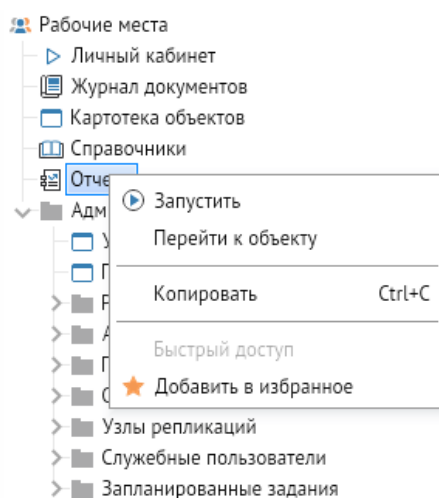 Рабочие места
Личный кабинет
Журнал документов
Картотека объектов
Справочники
Запустить
Перейти к объекту
Копировать Ctrl+C
Быстрый доступ
Добавить в избранное
Узлы репликаций
Служебные пользователи
Запланированные задания